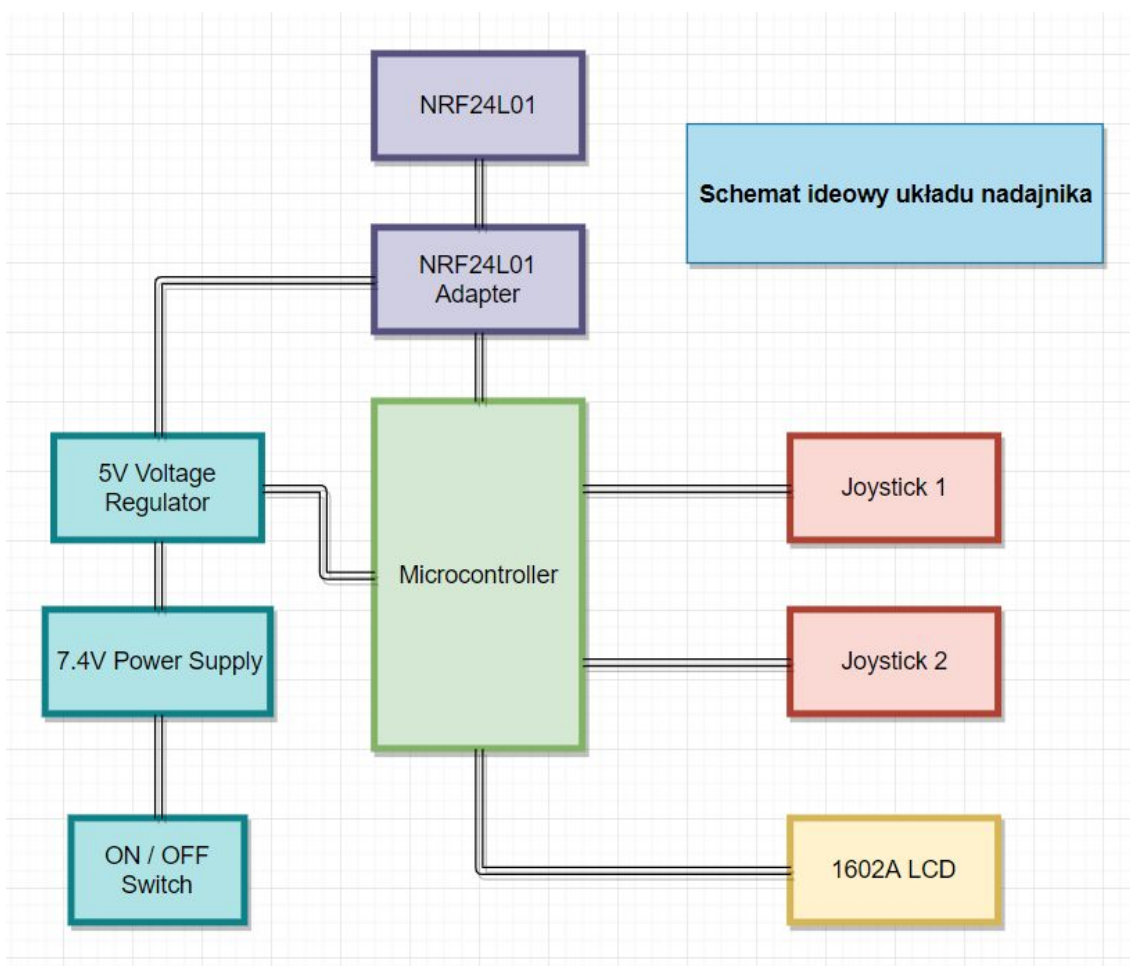 NRF24L01
Schemat ideowy układu nadajnika
NRF24L01
Adapter
5V Voltage
Regulator
Joystick 1
Microcontroller
7.4V Power Supply
Joystick 2
ON / OFF
Switch
1602A LCD